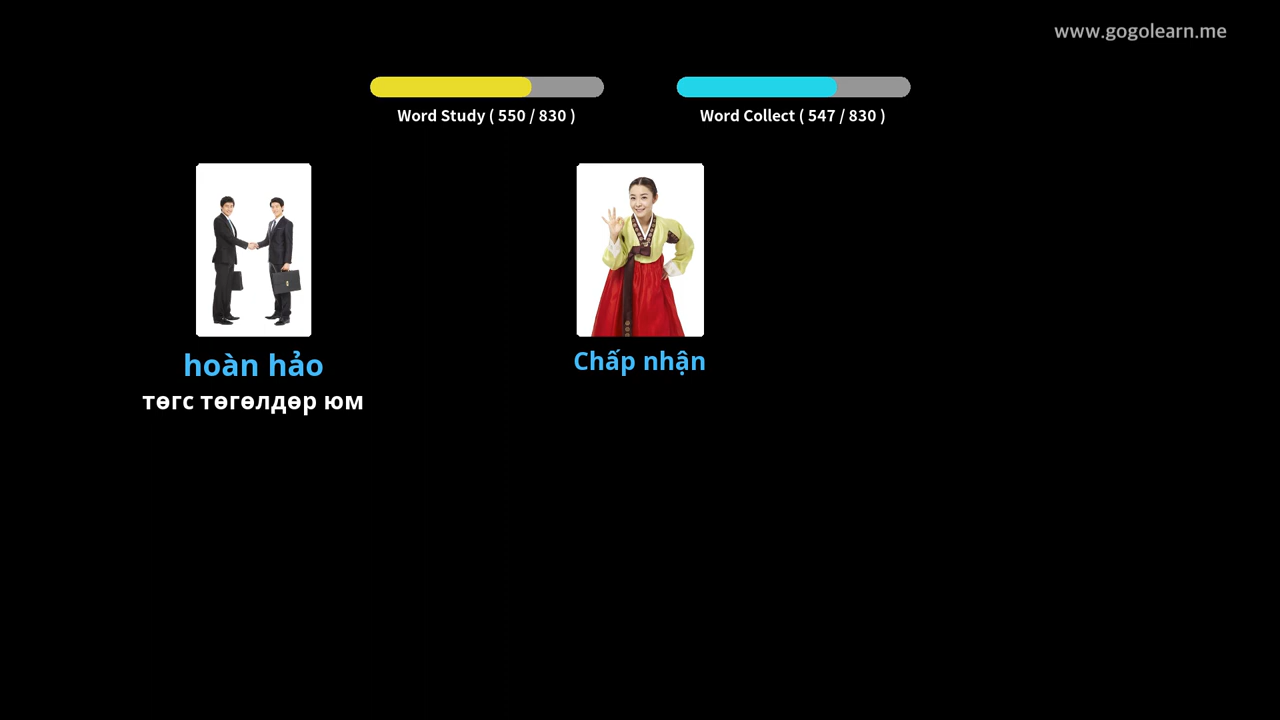 www.gogolearn.me
Word Study ( 550 / 830 )
Word Collect ( 547 / 830 )
hoàn hảo
төгс төгөлдөр юм
Chấp nhận